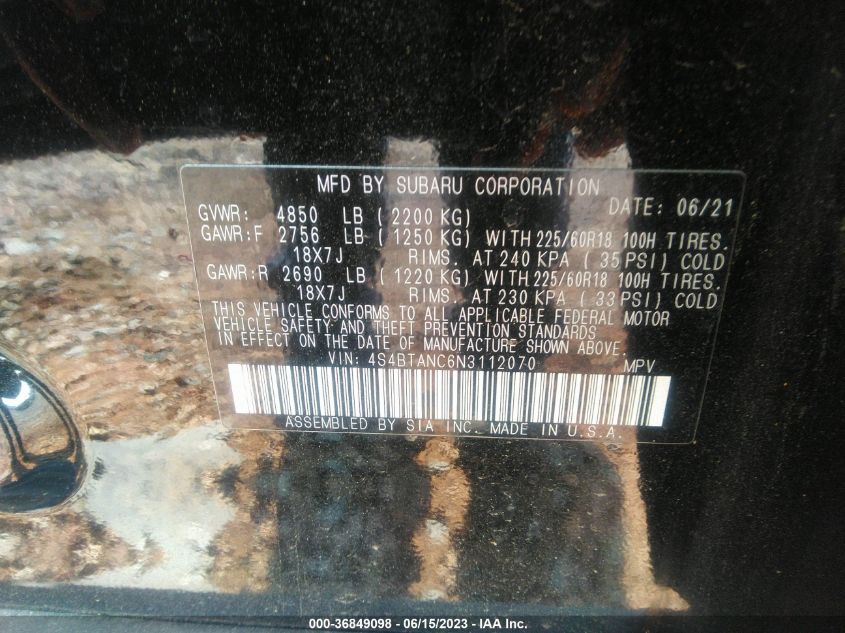 MFD BY SUBARU CORPORATION
GVWR: 4850 LB ( 2200 KG) DATE: 06/21
GAWR:F 2756 LB ( 1250 KG) WITH 225/60R18 100H TIRES.
18X7J RIMS. AT 240 KPA ( 35 PSI) COLD
GAWR:R 2690 LB ( 1220 KG) WITH 225/60R18 100H TIRES.
18X7J RIMS. AT 230 KPA ( 33 PSI) COLD
THIS VEHICLE CONFORMS TO ALL APPLICABLE FEDERAL MOTOR
VEHICLE SAFETY AND THEFT PREVENTION STANDARDS
IN EFFECT ON THE DATE OF MANUFACTURE SHOWN ABOVE.
VIN: 4S4BTANC6N3112070 MPV
ASSEMBLED BY SIA INC. MADE IN U.S.A.
000-36849098 - 06/15/2023 - IAA Inc.